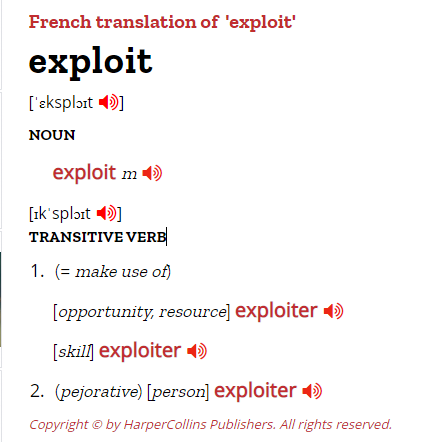 French translation of 'exploit'
exploit
[ˈɛksplɔɪt]
NOUN
exploit m
[ɪkˈsplɔɪt]
TRANSITIVE VERB
1. (= make use of)
[opportunity, resource] exploiter
[skill] exploiter
2. (pejorative) [person] exploiter
Copyright © by HarperCollins Publishers. All rights reserved.